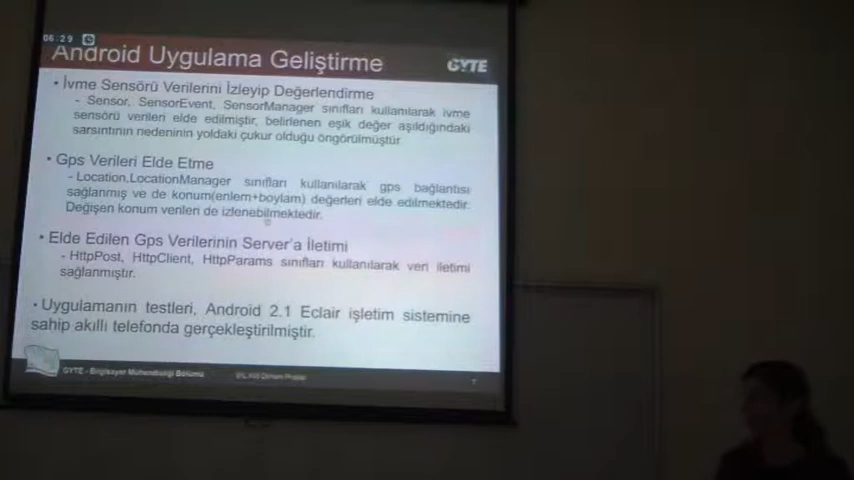 06:29
Android Uygulama Geliştirme
GYTE
• İvme Sensörü Verilerini İzleyip Değerlendirme
- Sensor, SensorEvent, SensorManager sınıfları kullanılarak ivme
sensörü verileri elde edilmiştir, belirlenen eşik değer aşıldığındaki
sarsıntının nedeninin yoldaki çukur olduğu öngörülmüştür.
• Gps Verileri Elde Etme
- Location,LocationManager sınıfları kullanılarak gps bağlantısı
sağlanmış ve de konum(enlem+boylam) değerleri elde edilmektedir.
Değişen konum verileri de izlenebilmektedir.
• Elde Edilen Gps Verilerinin Server'a İletimi
- HttpPost, HttpClient, HttpParams sınıfları kullanılarak veri iletimi
sağlanmıştır.
• Uygulamanın testleri, Android 2.1 Eclair işletim sistemine
sahip akıllı telefonda gerçekleştirilmiştir.
GYTE - Bilgisayar Mühendisliği Bölümü
7